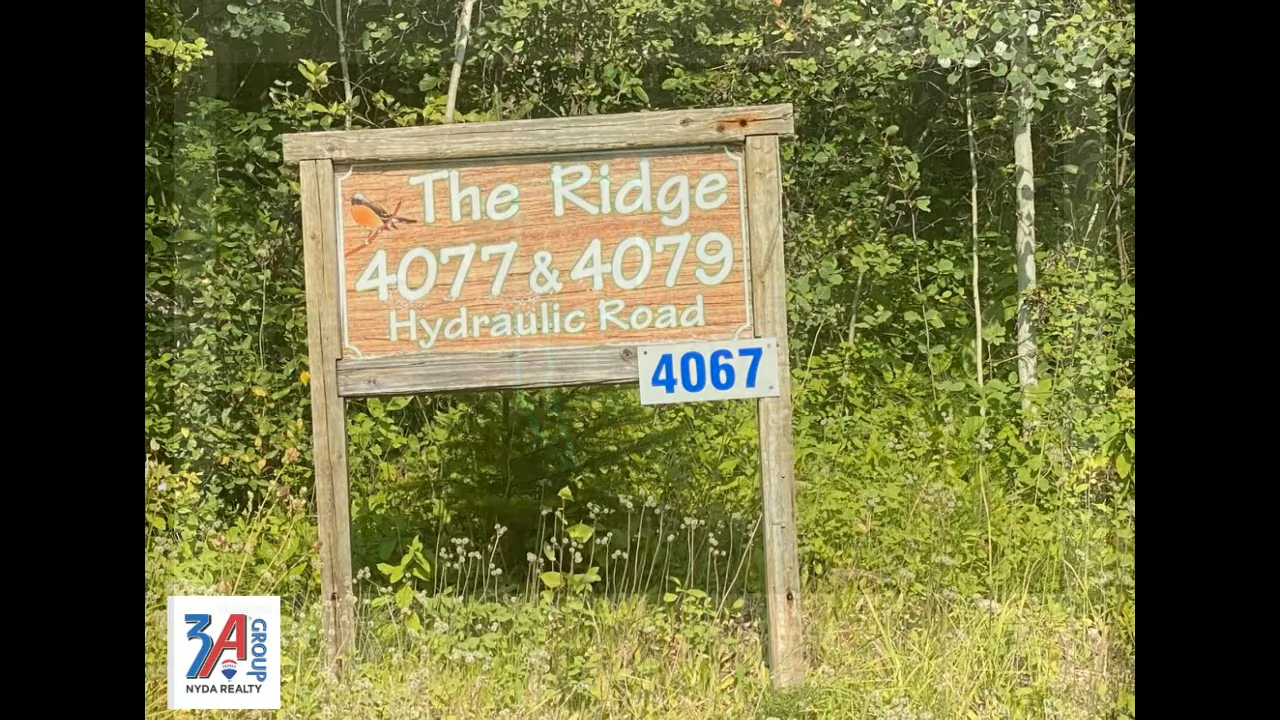 The Ridge
4077 & 4079
Hydraulic Road
4067
3A GROUP
NYDA REALTY